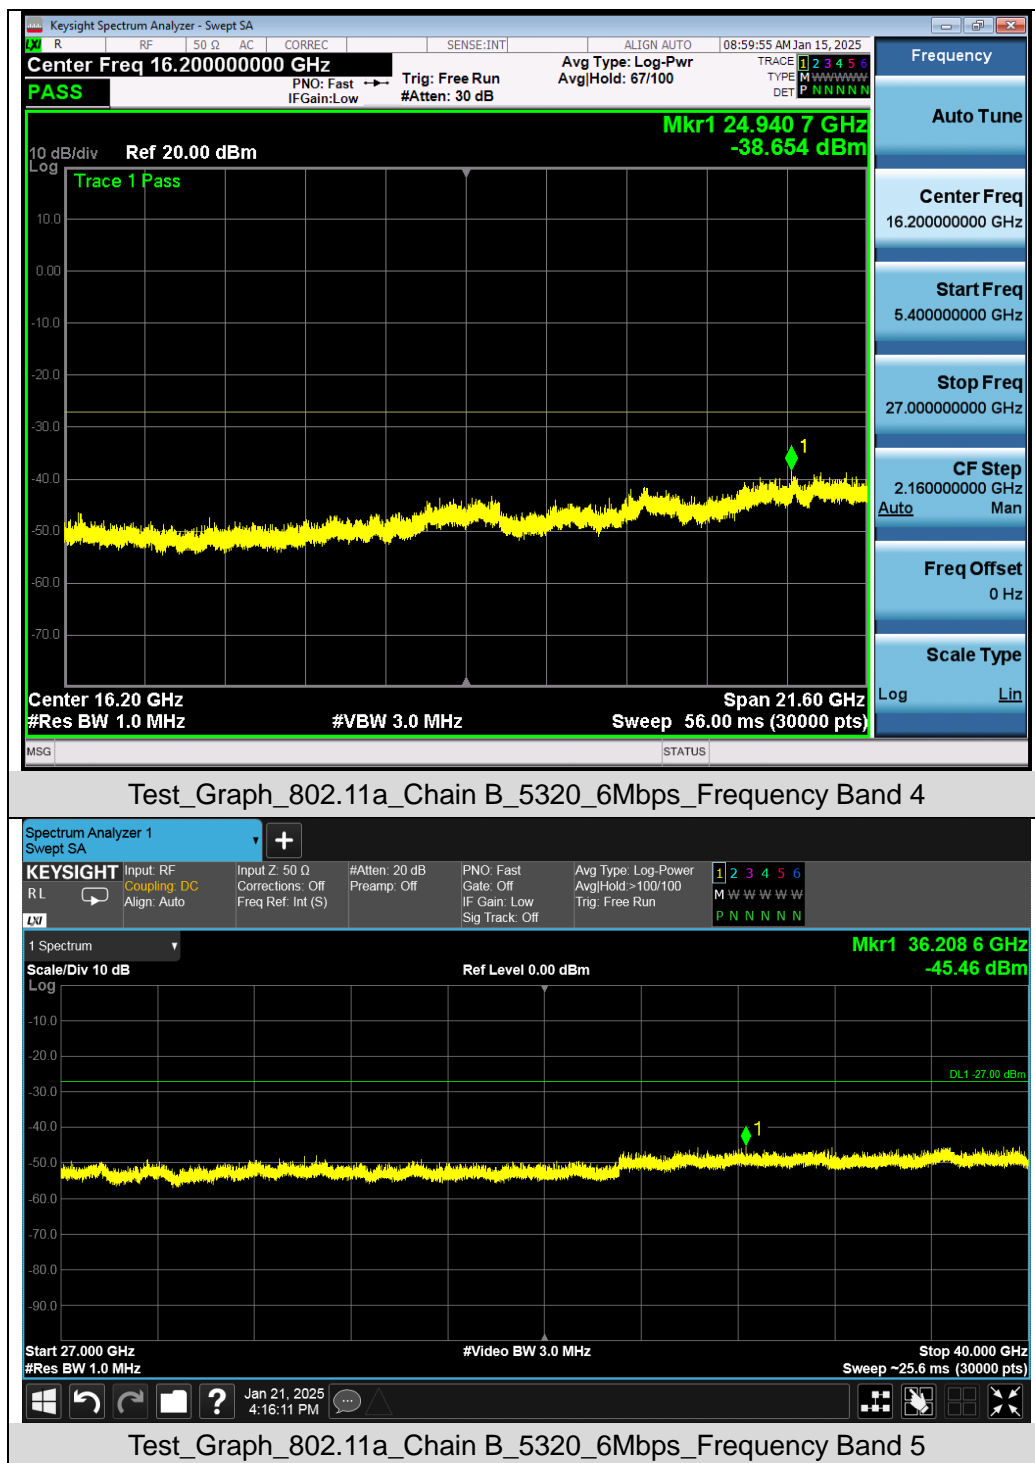 Keysight Spectrum Analyzer - Swept SA
LXI R RF 50 Ω AC CORREC SENSE:INT ALIGN AUTO 08:59:55 AM Jan 15, 2025
Center Freq 16.200000000 GHz
PNO: Fast
IFGain:Low
Trig: Free Run
#Atten: 30 dB
Avg Type: Log-Pwr
Avg|Hold: 67/100
TRACE 1 2 3 4 5 6
TYPE M W W W W W
DET P N N N N N
PASS
Mkr1 24.940 7 GHz
-38.654 dBm
10 dB/div Ref 20.00 dBm
Log
Trace 1 Pass
10.0
0.00
-10.0
-20.0
-30.0
-40.0
-50.0
-60.0
-70.0
1
Center 16.20 GHz Span 21.60 GHz
#Res BW 1.0 MHz #VBW 3.0 MHz Sweep 56.00 ms (30000 pts)
MSG STATUS
Frequency
Auto Tune
Center Freq
16.200000000 GHz
Start Freq
5.400000000 GHz
Stop Freq
27.000000000 GHz
CF Step
2.160000000 GHz
Auto Man
Freq Offset
0 Hz
Scale Type
Log Lin
Test_Graph_802.11a_Chain B_5320_6Mbps_Frequency Band 4
Spectrum Analyzer 1
Swept SA
+
KEYSIGHT
RL
LXI
Input: RF
Coupling: DC
Align: Auto
Input Z: 50 Ω
Corrections: Off
Freq Ref: Int (S)
#Atten: 20 dB
Preamp: Off
PNO: Fast
Gate: Off
IF Gain: Low
Sig Track: Off
Avg Type: Log-Power
Avg|Hold:>100/100
Trig: Free Run
1 2 3 4 5 6
M W W W W W
P N N N N N
1 Spectrum
Mkr1 36.208 6 GHz
Scale/Div 10 dB Ref Level 0.00 dBm -45.46 dBm
Log
-10.0
-20.0
DL1 -27.00 dBm
-30.0
-40.0
1
-50.0
-60.0
-70.0
-80.0
-90.0
Start 27.000 GHz #Video BW 3.0 MHz Stop 40.000 GHz
#Res BW 1.0 MHz Sweep ~25.6 ms (30000 pts)
?
Jan 21, 2025
4:16:11 PM
Test_Graph_802.11a_Chain B_5320_6Mbps_Frequency Band 5